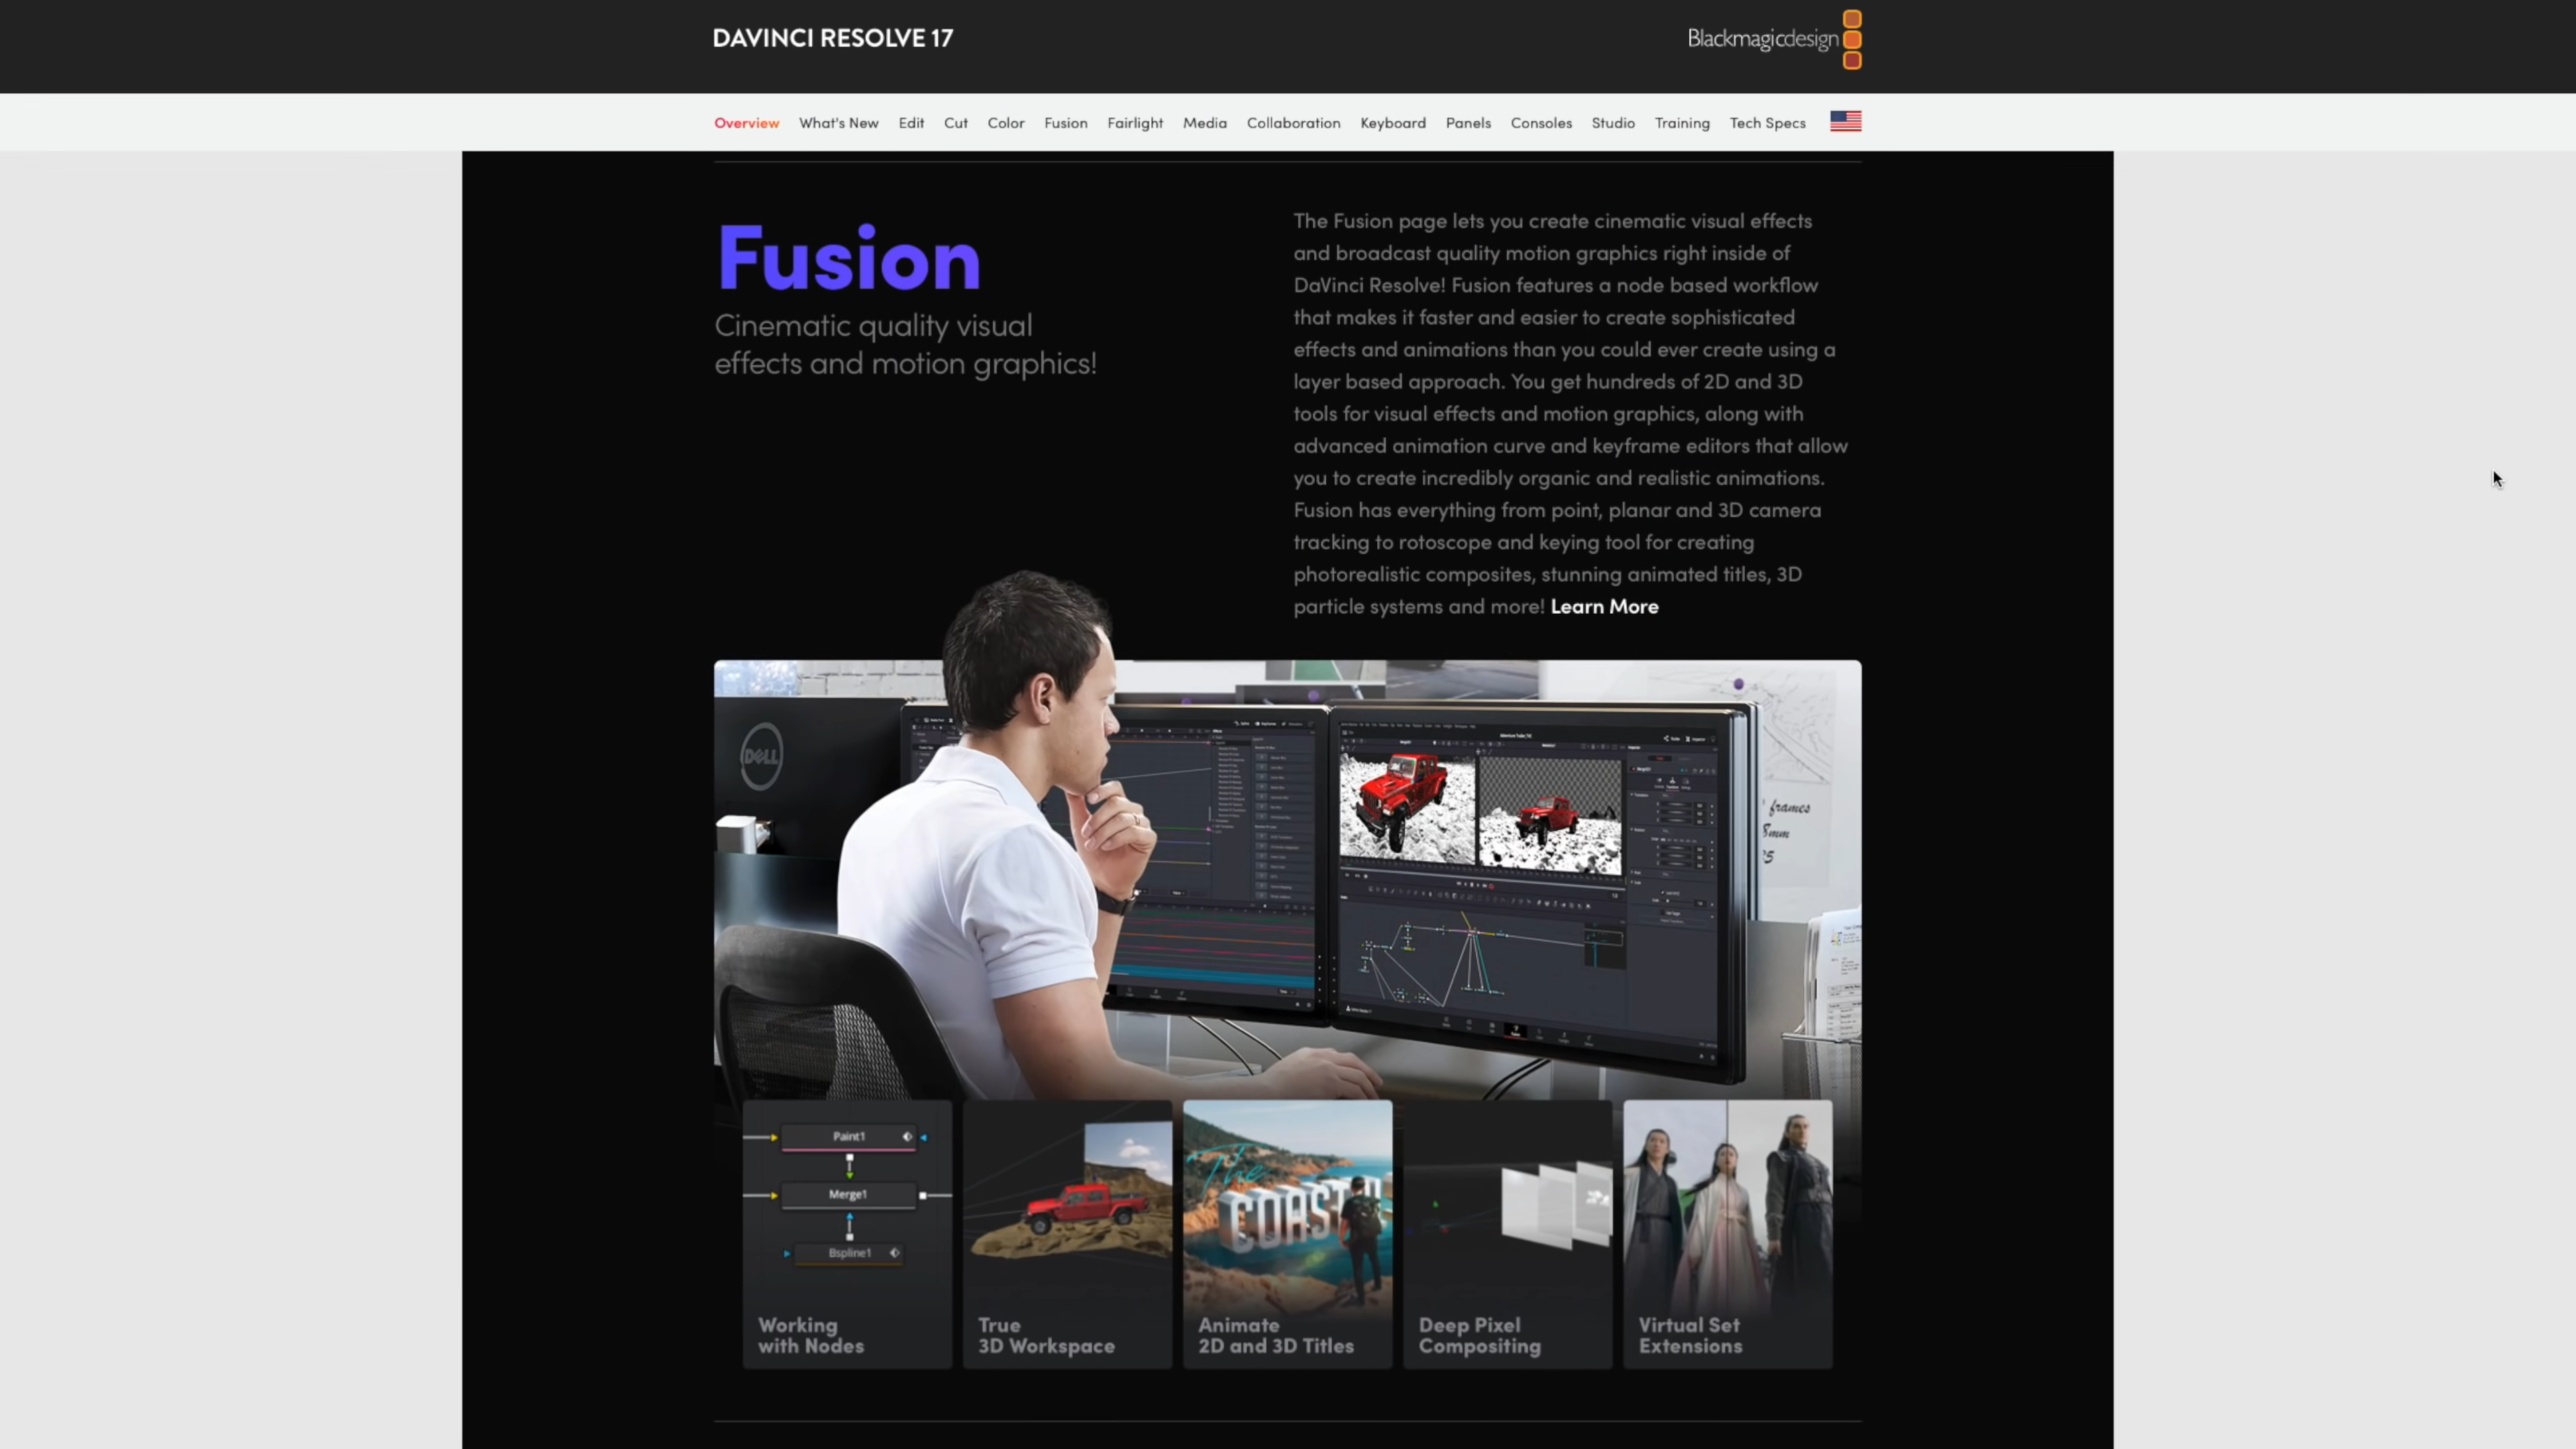 DAVINCI RESOLVE 17
Blackmagicdesign
Overview What's New Edit Cut Color Fusion Fairlight Media Collaboration Keyboard Panels Consoles Studio Training Tech Specs
Fusion
Cinematic quality visual
effects and motion graphics!
The Fusion page lets you create cinematic visual effects
and broadcast quality motion graphics right inside of
DaVinci Resolve! Fusion features a node based workflow
that makes it faster and easier to create sophisticated
effects and animations than you could ever create using a
layer based approach. You get hundreds of 2D and 3D
tools for visual effects and motion graphics, along with
advanced animation curve and keyframe editors that allow
you to create incredibly organic and realistic animations.
Fusion has everything from point, planar and 3D camera
tracking to rotoscope and keying tool for creating
photorealistic composites, stunning animated titles, 3D
particle systems and more! Learn More
DELL
frames
Paint1
Merge1
Bspline1
The
COAST
Working
with Nodes
True
3D Workspace
Animate
2D and 3D Titles
Deep Pixel
Compositing
Virtual Set
Extensions